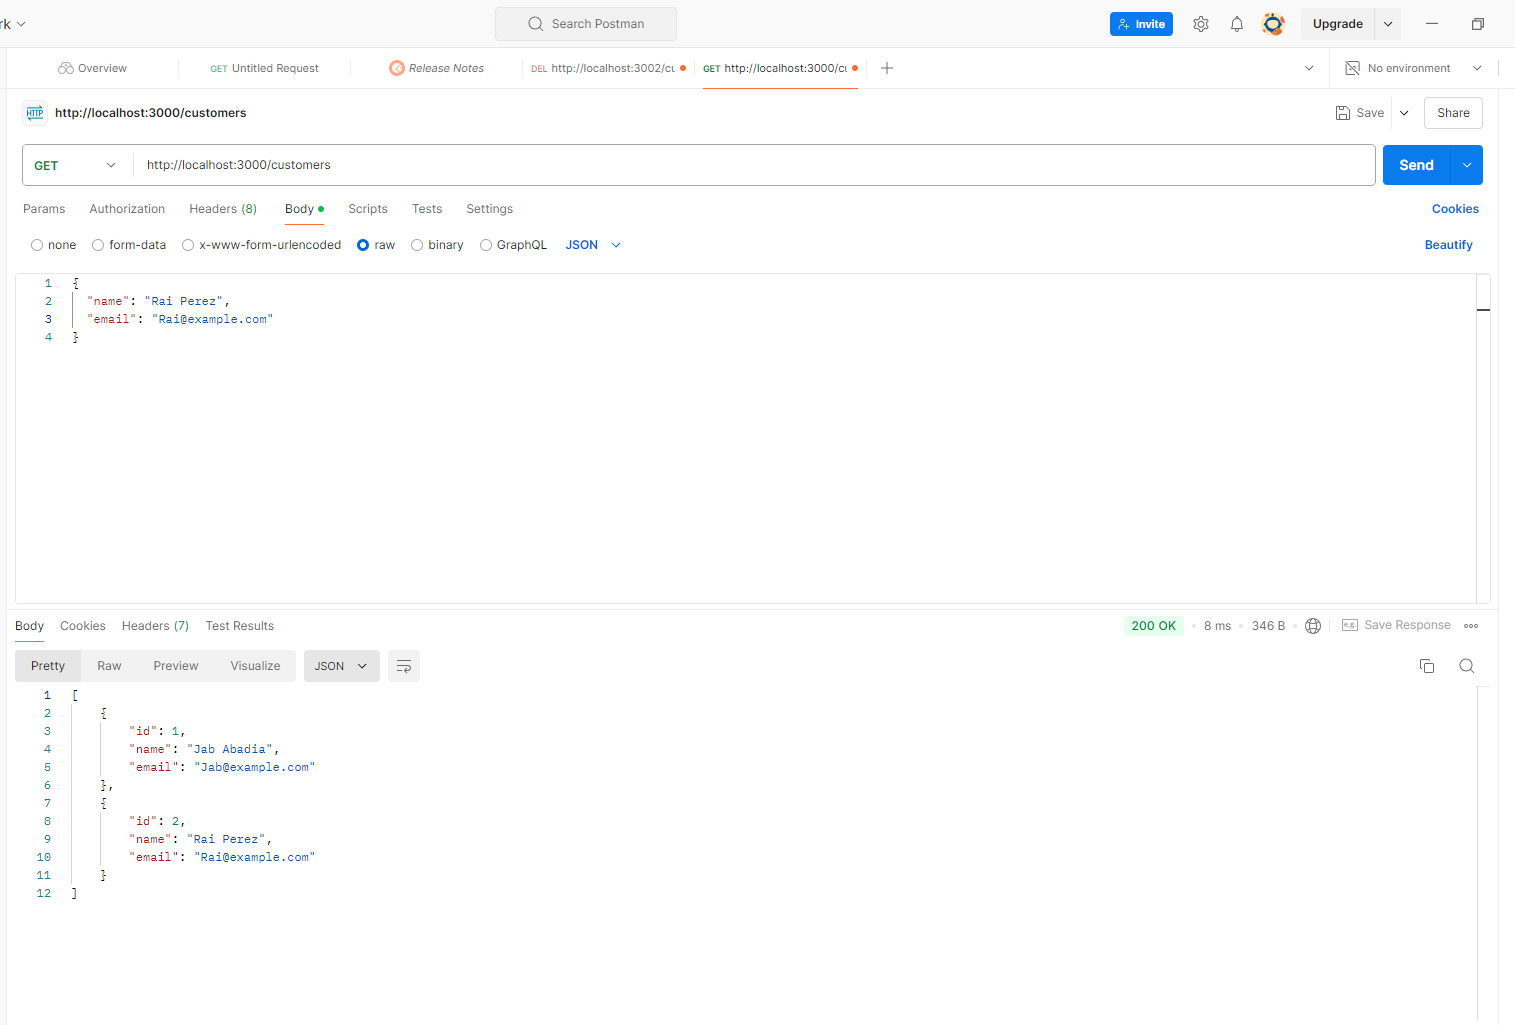 rk
Search Postman
Invite
Upgrade
Overview
GET Untitled Request
Release Notes
DEL http://localhost:3002/cu
GET http://localhost:3000/cu
No environment
HTTP http://localhost:3000/customers
Save
Share
GET
http://localhost:3000/customers
Send
Params
Authorization
Headers (8)
Body
Scripts
Tests
Settings
Cookies
none
form-data
x-www-form-urlencoded
raw
binary
GraphQL
JSON
Beautify
1 {
2 "name": "Rai Perez",
3 "email": "Rai@example.com"
4 }
Body
Cookies
Headers (7)
Test Results
200 OK
8 ms
346 B
e.g. Save Response
Pretty
Raw
Preview
Visualize
JSON
1 [
2 {
3 "id": 1,
4 "name": "Jab Abadia",
5 "email": "Jab@example.com"
6 },
7 {
8 "id": 2,
9 "name": "Rai Perez",
10 "email": "Rai@example.com"
11 }
12 ]